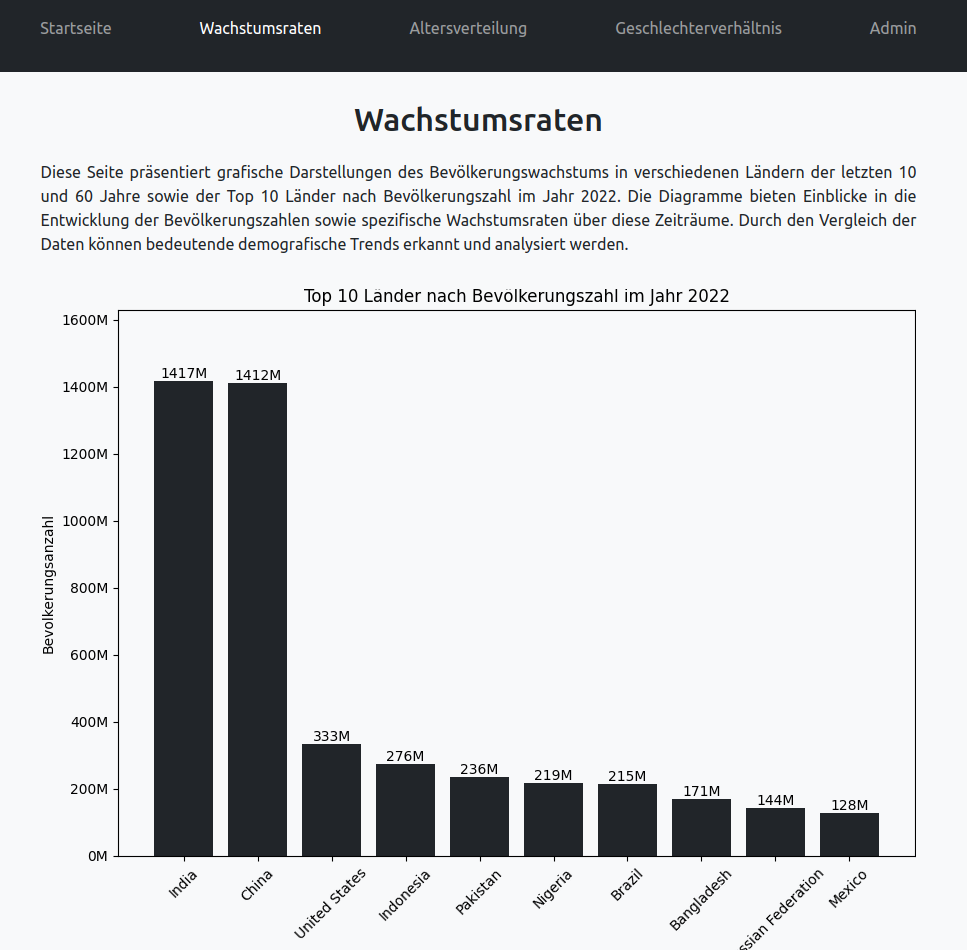 Startseite Wachstumsraten Altersverteilung Geschlechterverhältnis Admin
Wachstumsraten
Diese Seite präsentiert grafische Darstellungen des Bevölkerungswachstums in verschiedenen Ländern der letzten 10
und 60 Jahre sowie der Top 10 Länder nach Bevölkerungszahl im Jahr 2022. Die Diagramme bieten Einblicke in die
Entwicklung der Bevölkerungszahlen sowie spezifische Wachstumsraten über diese Zeiträume. Durch den Vergleich der
Daten können bedeutende demografische Trends erkannt und analysiert werden.
Top 10 Länder nach Bevölkerungszahl im Jahr 2022
Bevölkerungsanzahl
1600M
1400M
1200M
1000M
800M
600M
400M
200M
0M
1417M
1412M
333M
276M
236M
219M
215M
171M
144M
128M
India
China
United States
Indonesia
Pakistan
Nigeria
Brazil
Bangladesh
ssian Federation
Mexico